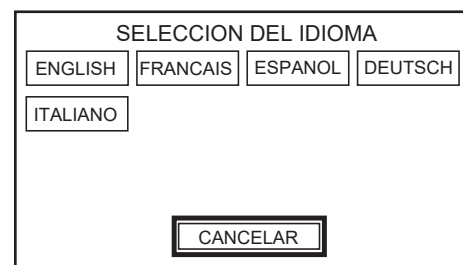 SELECCION DEL IDIOMA
ENGLISH FRANCAIS ESPANOL DEUTSCH
ITALIANO
CANCELAR